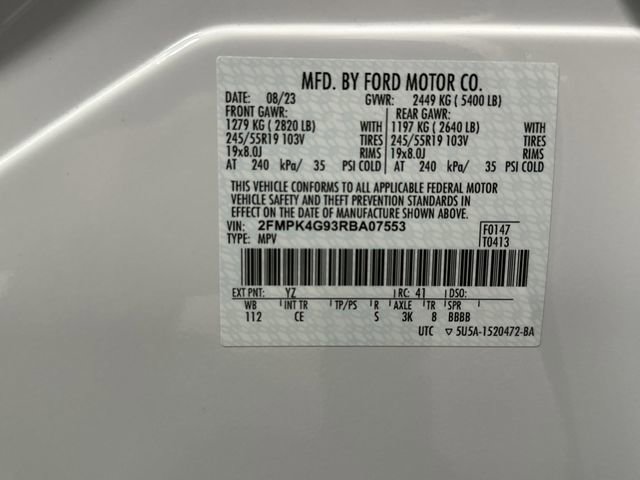 MFD. BY FORD MOTOR CO.
DATE: 08/23 GVWR: 2449 KG ( 5400 LB)
FRONT GAWR: REAR GAWR:
1279 KG ( 2820 LB) WITH 1197 KG ( 2640 LB) WITH
245/55R19 103V TIRES 245/55R19 103V TIRES
19x8.0J RIMS 19x8.0J RIMS
AT 240 kPa/ 35 PSI COLD AT 240 kPa/ 35 PSI COLD
THIS VEHICLE CONFORMS TO ALL APPLICABLE FEDERAL MOTOR
VEHICLE SAFETY AND THEFT PREVENTION STANDARDS IN
EFFECT ON THE DATE OF MANUFACTURE SHOWN ABOVE.
VIN: 2FMPK4G93RBA07553 F0147
TYPE: MPV T0413
EXT PNT: YZ RC: 41 DSO:
WB INT TR TP/PS R AXLE TR SPR
112 CE S 3K 8 BBBB
UTC ▽ 5U5A-1520472-BA